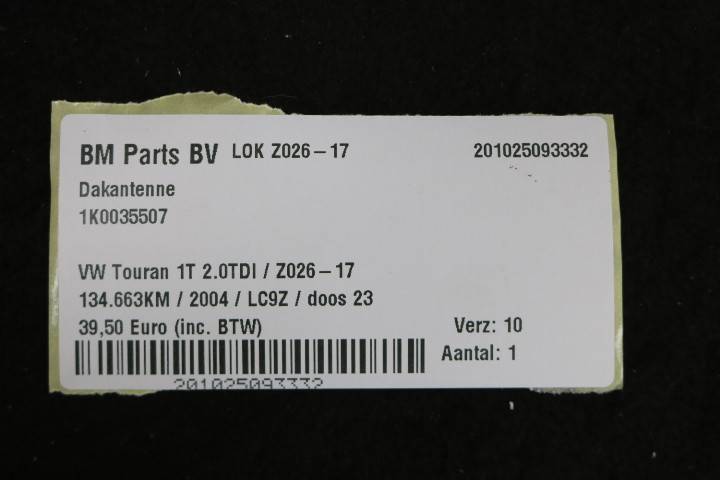 BM Parts BV LOK Z026-17 201025093332
Dakantenne
1K0035507
VW Touran 1T 2.0TDI / Z026-17
134.663KM / 2004 / LC9Z / doos 23
39,50 Euro (inc. BTW) Verz: 10
Aantal: 1
201025093332